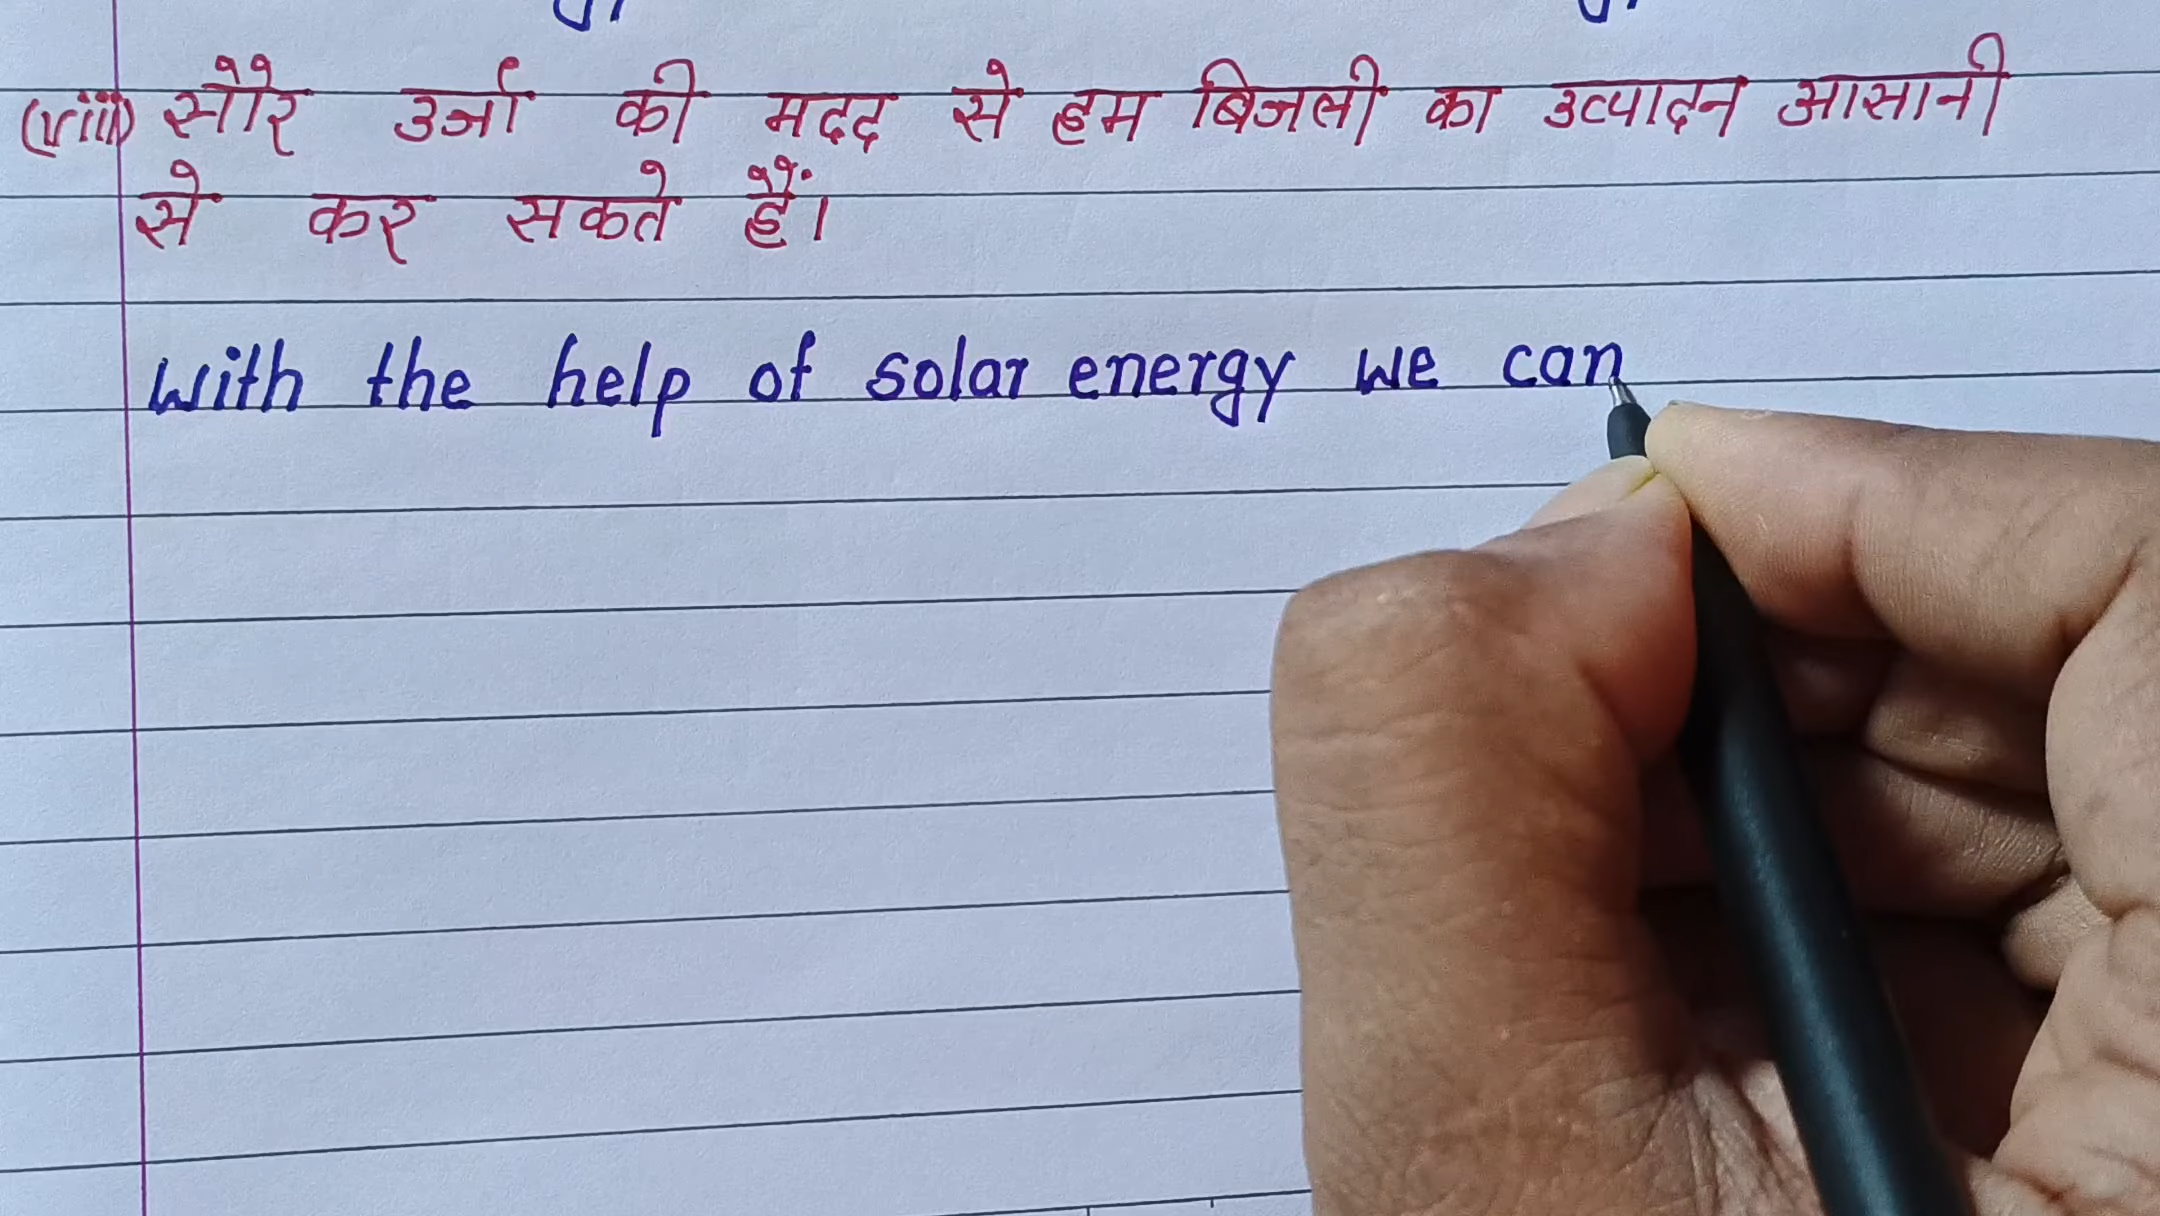 (viii) सौरे उर्जा की मदद से हम बिजली का उत्पादन आसानी
से कर सकते हैं।
with the help of solar energy we can